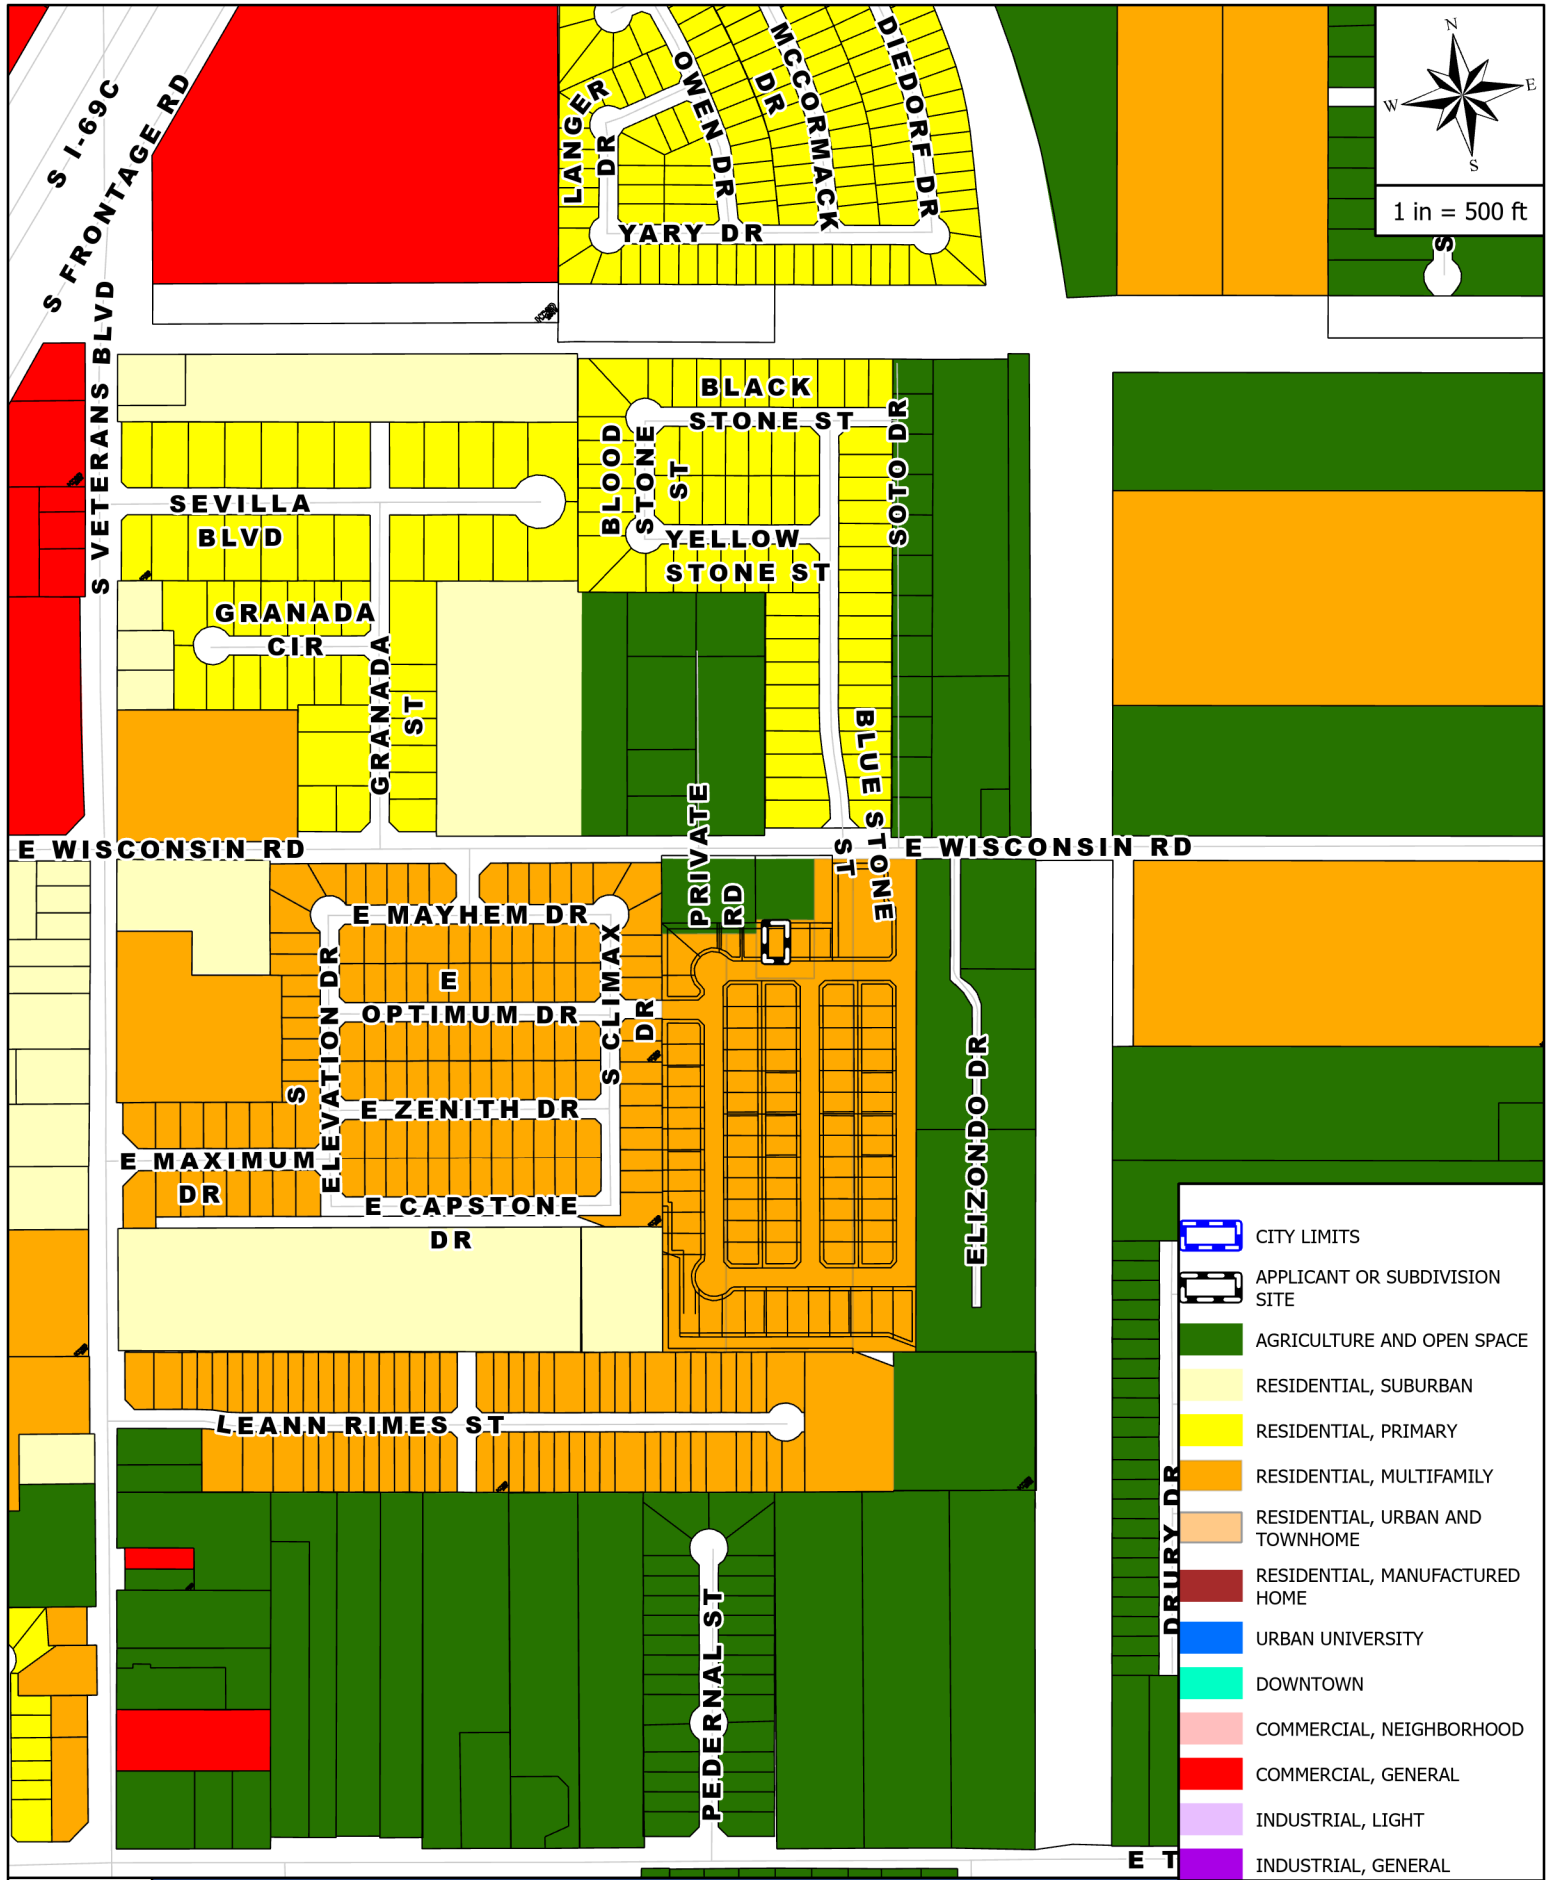 N
E
W
S
1 in = 500 ft
S I-69C
S FRONTAGE RD
S VETERANS BLVD
LANGER
DR
OWEN DR
MCCORMACK
DR
DIEDORF DR
YARY DR
S
BLACK
STONE ST
BLOOD
STONE
ST
SOTO DR
SEVILLA
BLVD
YELLOW
STONE ST
GRANADA
CIR
GRANADA
ST
BLUE STONE
ST
PRIVATE
RD
E WISCONSIN RD
E WISCONSIN RD
E MAYHEM DR
E
OPTIMUM DR
S CLIMAX
DR
S
ELEVATION DR
E ZENITH DR
E MAXIMUM
DR
E CAPSTONE
DR
ELIZONDO DR
LEANN RIMES ST
PEDERNAL ST
DRURY DR
E T
CITY LIMITS
APPLICANT OR SUBDIVISION
SITE
AGRICULTURE AND OPEN SPACE
RESIDENTIAL, SUBURBAN
RESIDENTIAL, PRIMARY
RESIDENTIAL, MULTIFAMILY
RESIDENTIAL, URBAN AND
TOWNHOME
RESIDENTIAL, MANUFACTURED
HOME
URBAN UNIVERSITY
DOWNTOWN
COMMERCIAL, NEIGHBORHOOD
COMMERCIAL, GENERAL
INDUSTRIAL, LIGHT
INDUSTRIAL, GENERAL